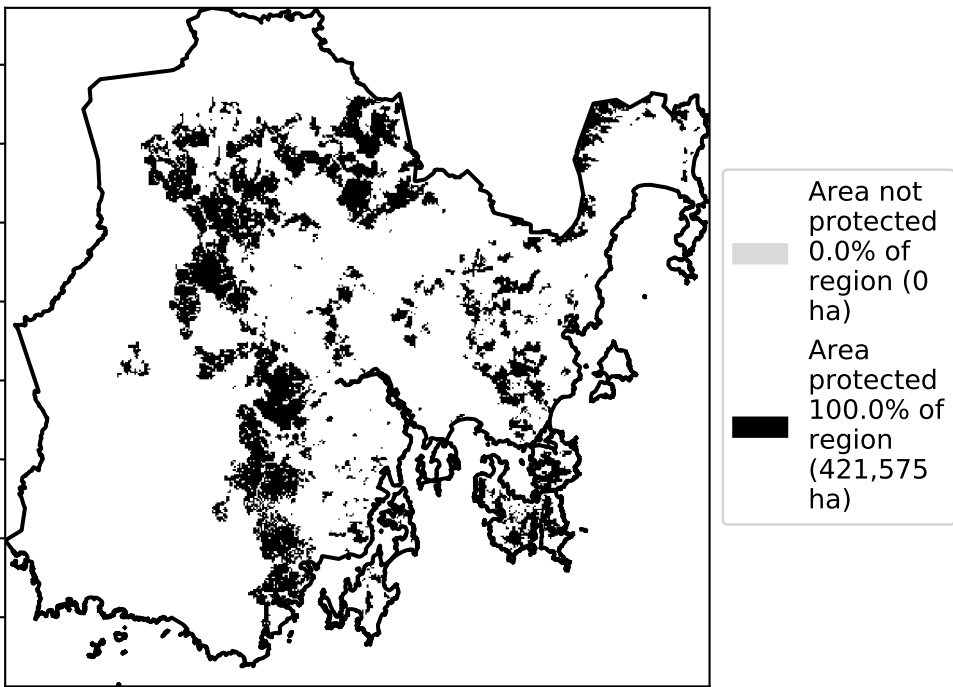 Area not
protected
0.0% of
region (0
ha)
Area
protected
100.0% of
region
(421,575
ha)